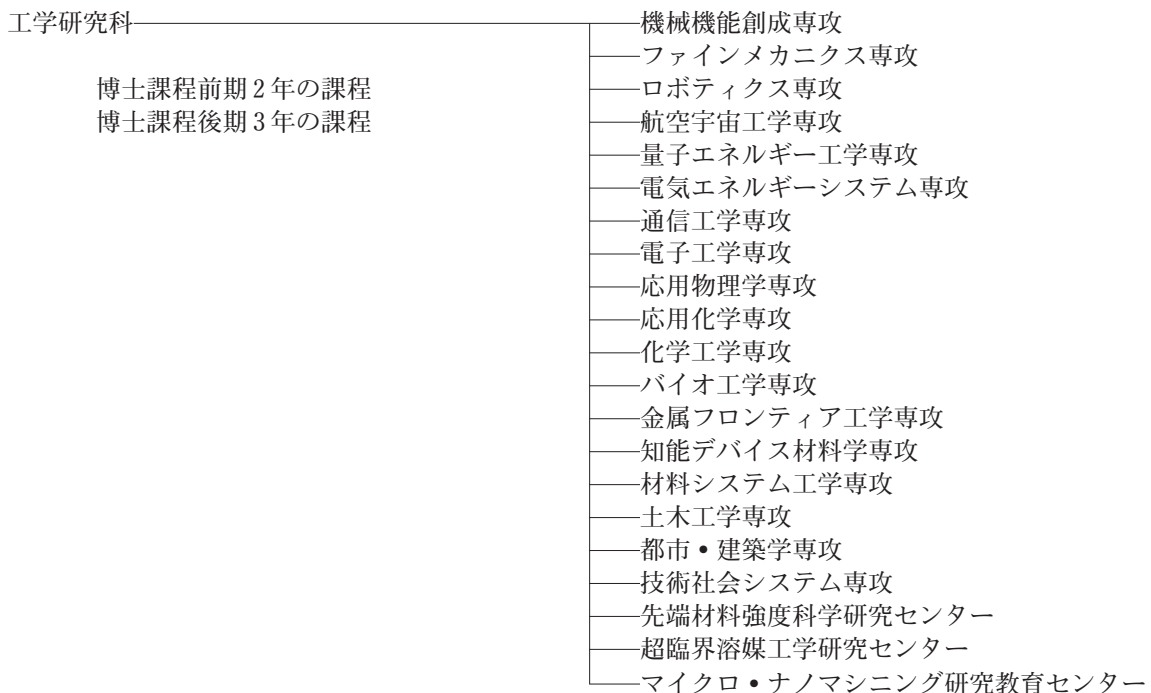 工学研究科
博士課程前期2年の課程
博士課程後期3年の課程
機械機能創成専攻
ファインメカニクス専攻
ロボティクス専攻
航空宇宙工学専攻
量子エネルギー工学専攻
電気エネルギーシステム専攻
通信工学専攻
電子工学専攻
応用物理学専攻
応用化学専攻
化学工学専攻
バイオ工学専攻
金属フロンティア工学専攻
知能デバイス材料学専攻
材料システム工学専攻
土木工学専攻
都市・建築学専攻
技術社会システム専攻
先端材料強度科学研究センター
超臨界溶媒工学研究センター
マイクロ・ナノマシニング研究教育センター